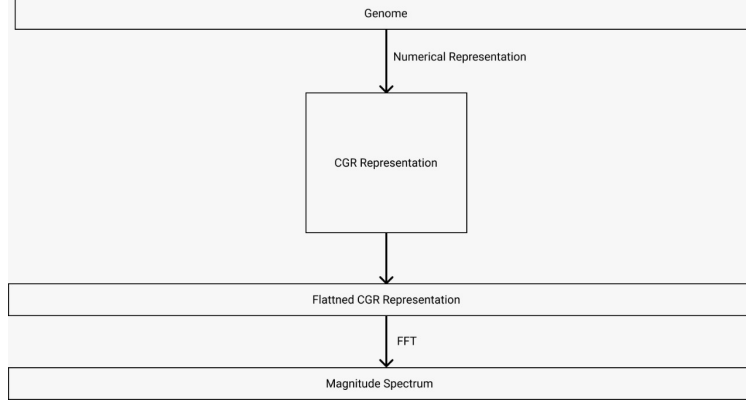 Genome
Numerical Representation
CGR Representation
Flattned CGR Representation
FFT
Magnitude Spectrum